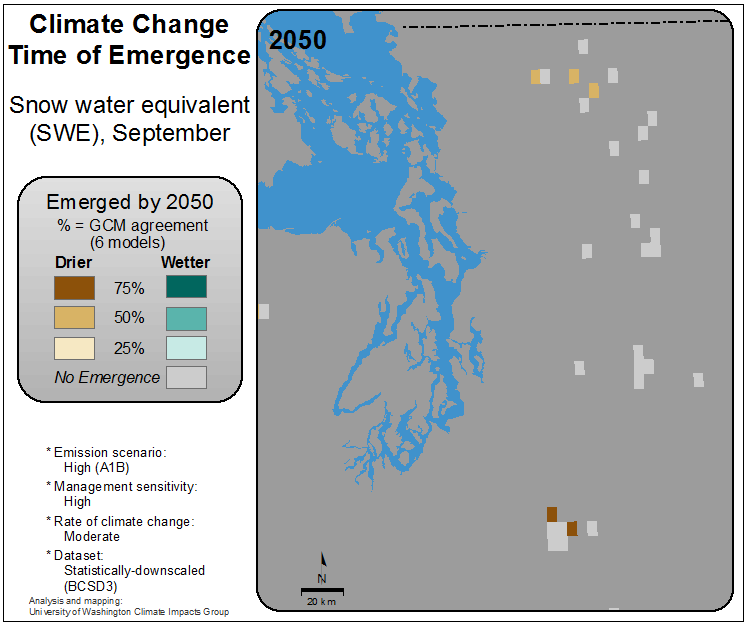 Climate Change
Time of Emergence
Snow water equivalent
(SWE), September
Emerged by 2050
% = GCM agreement
(6 models)
Drier Wetter
75%
50%
25%
No Emergence
* Emission scenario:
High (A1B)
* Management sensitivity:
High
* Rate of climate change:
Moderate
* Dataset:
Statistically-downscaled
(BCSD3)
Analysis and mapping:
University of Washington Climate Impacts Group
2050
N
20 km